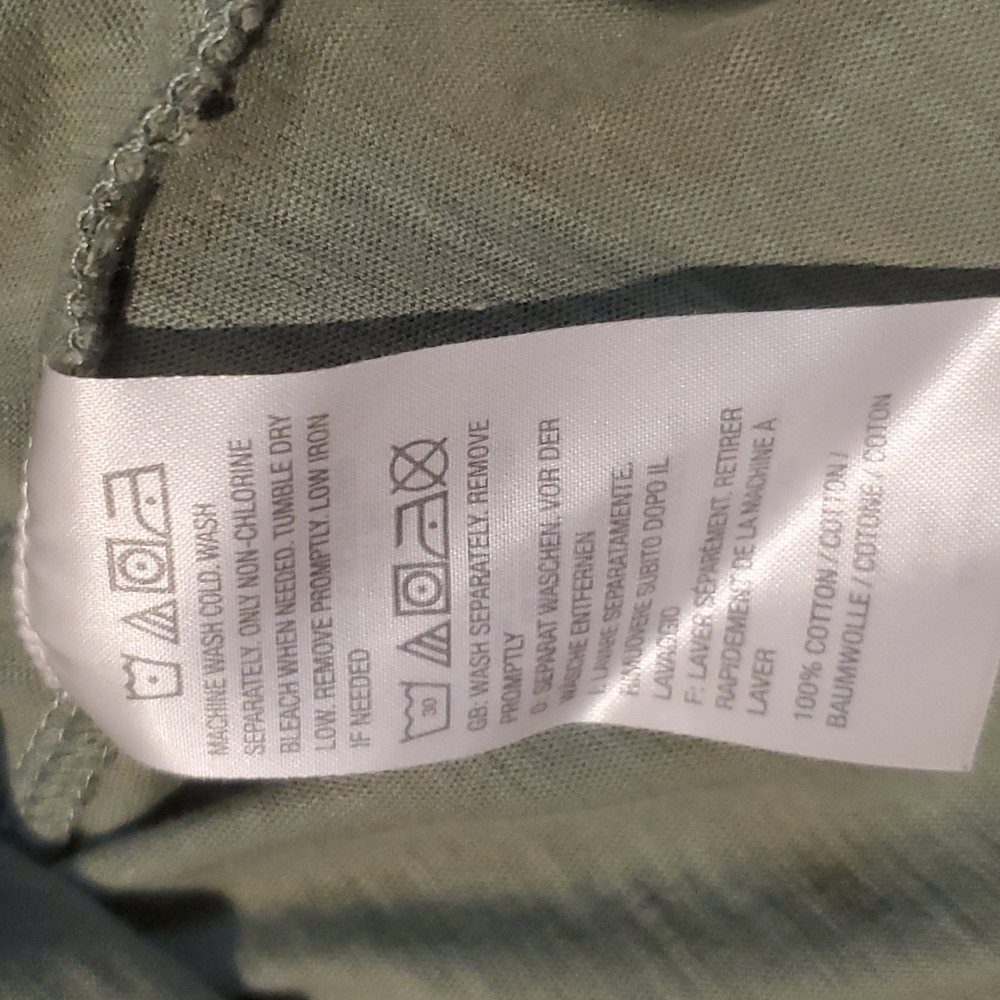 MACHINE WASH COLD. WASH
SEPARATELY. ONLY NON-CHLORINE
BLEACH WHEN NEEDED. TUMBLE DRY
LOW. REMOVE PROMPTLY. LOW IRON
IF NEEDED
30
GB: WASH SEPARATELY. REMOVE
PROMPTLY
D: SEPARAT WASCHEN. VOR DER
WASCHE ENTFERNEN
I: LAVARE SEPARATAMENTE.
RIMUOVERE SUBITO DOPO IL
LAVAGGIO
F: LAVER SÉPARÉMENT. RETIRER
RAPIDEMENT DE LA MACHINE À
LAVER
100% COTTON / COTTON /
BAUMWOLLE / COTONE / COTON